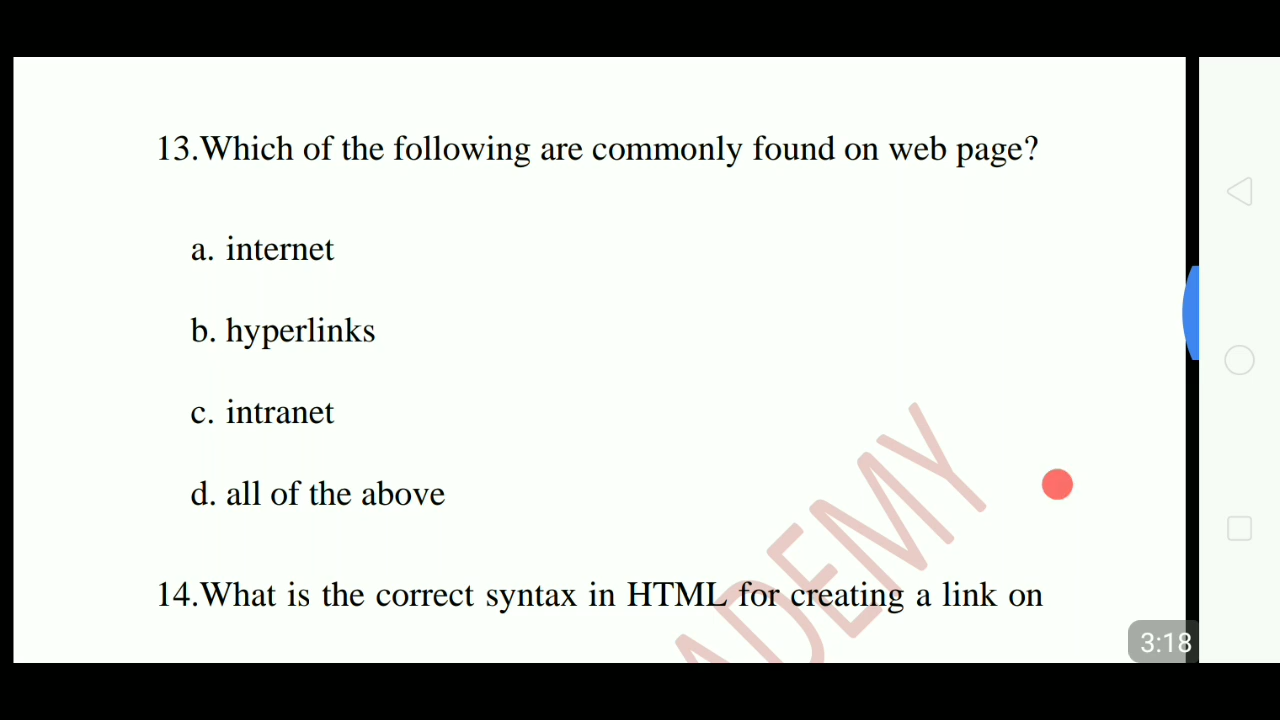 13.Which of the following are commonly found on web page?
a. internet
b. hyperlinks
c. intranet
d. all of the above
14.What is the correct syntax in HTML for creating a link on
3:18